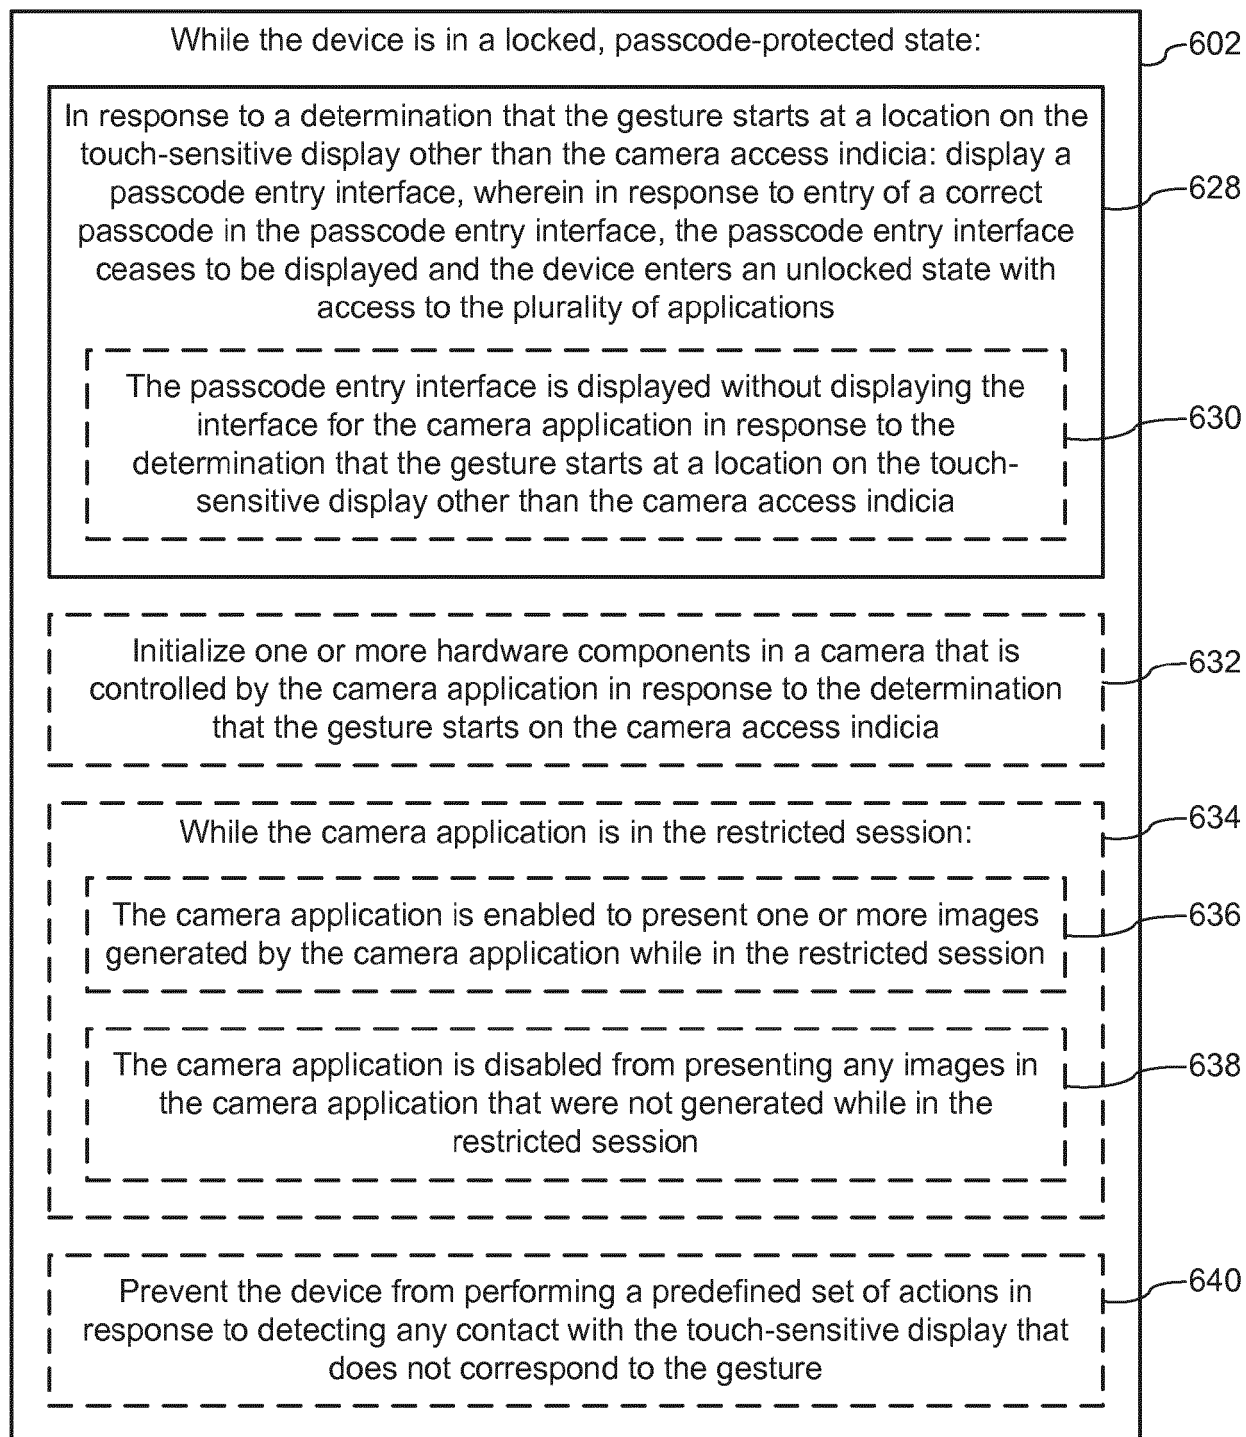 While the device is in a locked, passcode-protected state:
602
In response to a determination that the gesture starts at a location on the
touch-sensitive display other than the camera access indicia: display a
passcode entry interface, wherein in response to entry of a correct
628
passcode in the passcode entry interface, the passcode entry interface
ceases to be displayed and the device enters an unlocked state with
access to the plurality of applications
The passcode entry interface is displayed without displaying the
interface for the camera application in response to the
630
determination that the gesture starts at a location on the touch-
sensitive display other than the camera access indicia
Initialize one or more hardware components in a camera that is
632
controlled by the camera application in response to the determination
that the gesture starts on the camera access indicia
While the camera application is in the restricted session:
634
The camera application is enabled to present one or more images
636
generated by the camera application while in the restricted session
The camera application is disabled from presenting any images in
638
the camera application that were not generated while in the
restricted session
Prevent the device from performing a predefined set of actions in
640
response to detecting any contact with the touch-sensitive display that
does not correspond to the gesture